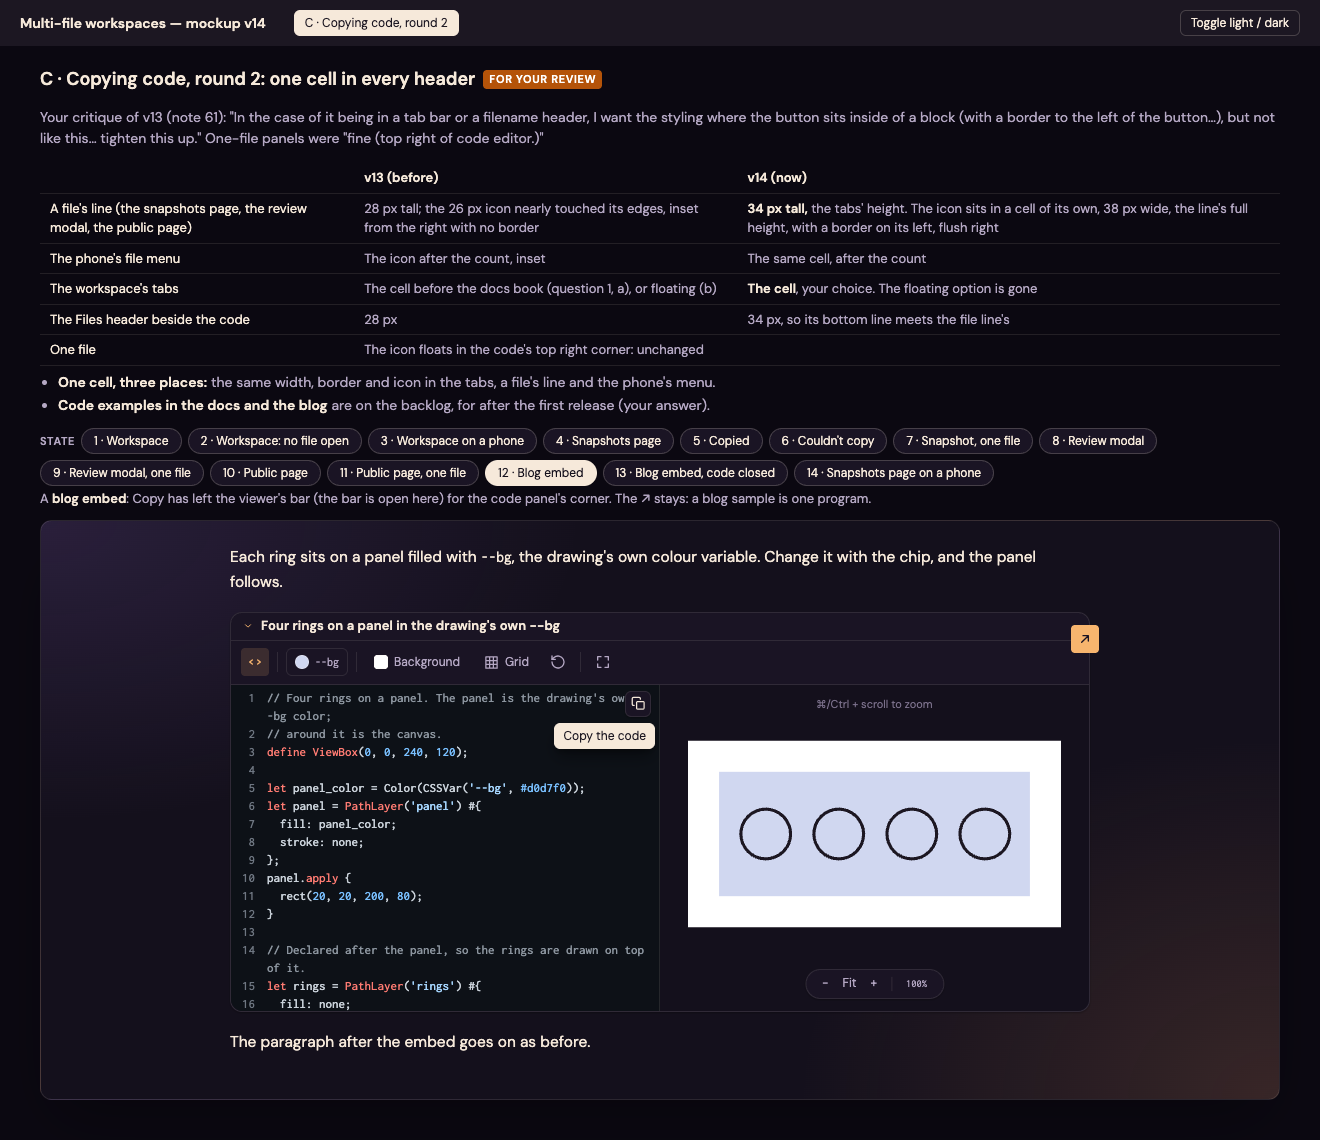 Multi-file workspaces — mockup v14
C · Copying code, round 2
Toggle light / dark
C · Copying code, round 2: one cell in every header
FOR YOUR REVIEW
Your critique of v13 (note 61): "In the case of it being in a tab bar or a filename header, I want the styling where the button sits inside of a block (with a border to the left of the button…), but not
like this… tighten this up." One-file panels were "fine (top right of code editor.)"
v13 (before)
v14 (now)
A file's line (the snapshots page, the review
modal, the public page)
28 px tall; the 26 px icon nearly touched its edges, inset
from the right with no border
34 px tall, the tabs' height. The icon sits in a cell of its own, 38 px wide, the line's full
height, with a border on its left, flush right
The phone's file menu
The icon after the count, inset
The same cell, after the count
The workspace's tabs
The cell before the docs book (question 1, a), or floating (b)
The cell, your choice. The floating option is gone
The Files header beside the code
28 px
34 px, so its bottom line meets the file line's
One file
The icon floats in the code's top right corner: unchanged
• One cell, three places: the same width, border and icon in the tabs, a file's line and the phone's menu.
• Code examples in the docs and the blog are on the backlog, for after the first release (your answer).
STATE
1 · Workspace
2 · Workspace: no file open
3 · Workspace on a phone
4 · Snapshots page
5 · Copied
6 · Couldn't copy
7 · Snapshot, one file
8 · Review modal
9 · Review modal, one file
10 · Public page
11 · Public page, one file
12 · Blog embed
13 · Blog embed, code closed
14 · Snapshots page on a phone
A blog embed: Copy has left the viewer's bar (the bar is open here) for the code panel's corner. The ↗ stays: a blog sample is one program.
Each ring sits on a panel filled with --bg, the drawing's own colour variable. Change it with the chip, and the panel
follows.
Four rings on a panel in the drawing's own --bg
--bg
Background
Grid
1 // Four rings on a panel. The panel is the drawing's
-bg color;
Copy the code
2 // around it is the canvas.
3 define ViewBox(0, 0, 240, 120);
4
5 let panel_color = Color(CSSVar('--bg', #d0d7f0));
6 let panel = PathLayer('panel') #{
7 fill: panel_color;
8 stroke: none;
9 };
10 panel.apply {
11 rect(20, 20, 200, 80);
12 }
13
14 // Declared after the panel, so the rings are drawn on top
of it.
15 let rings = PathLayer('rings') #{
16 fill: none;
⌘/Ctrl + scroll to zoom
− Fit + 100%
The paragraph after the embed goes on as before.